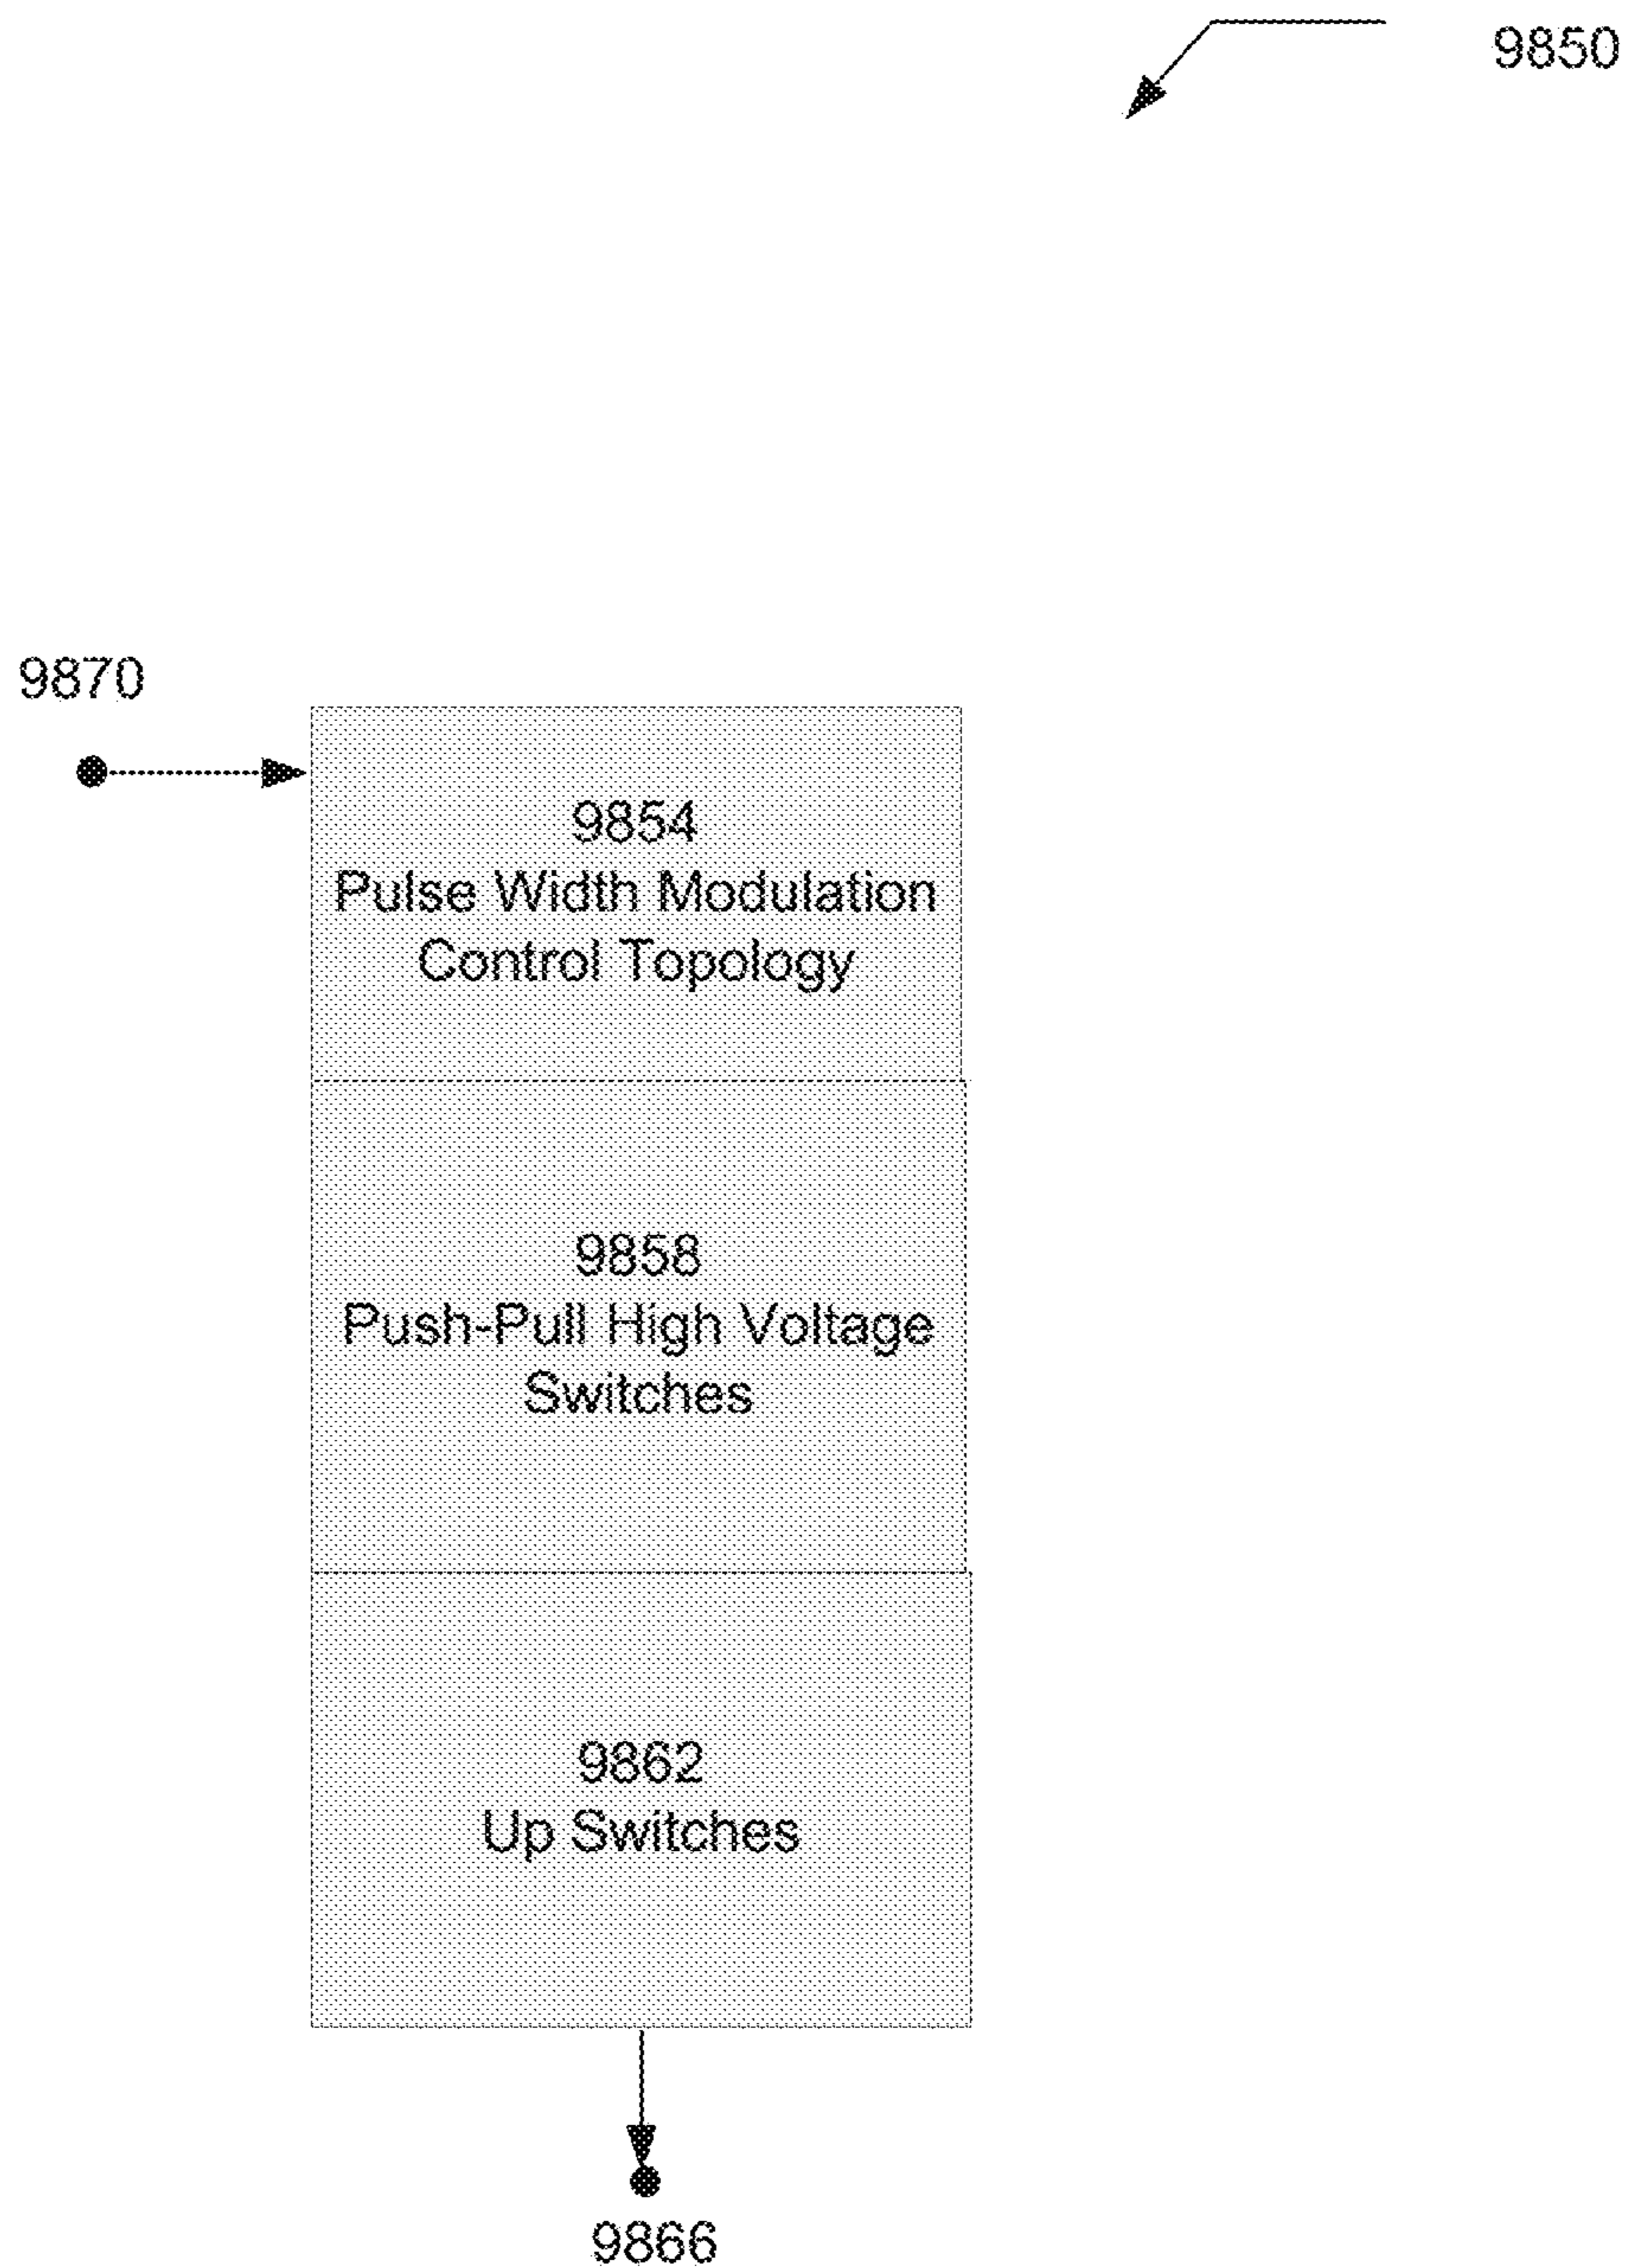 9850
9870
9854
Pulse Width Modulation
Control Topology
9858
Push-Pull High Voltage
Switches
9862
Up Switches
9866